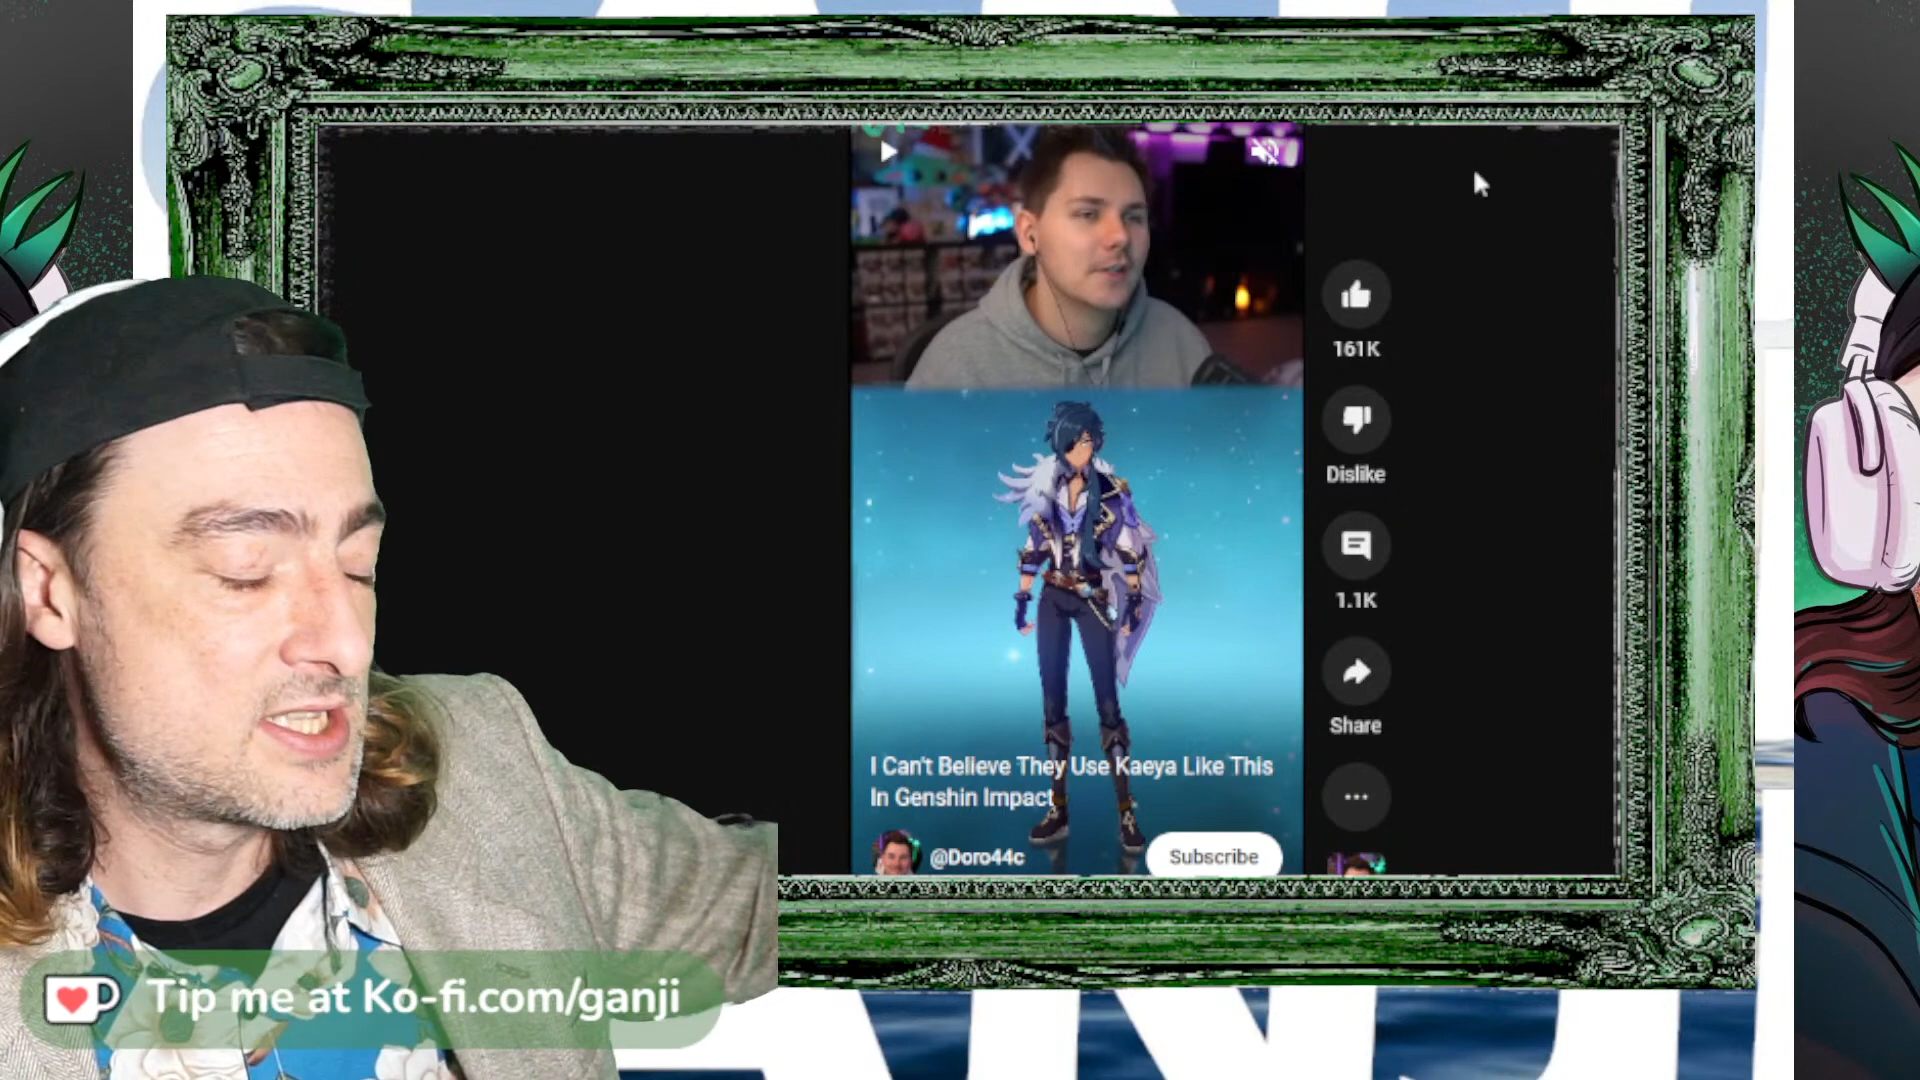 161K
Dislike
1.1K
Share
I Can't Believe They Use Kaeya Like This
In Genshin Impact
@Doro44c
Subscribe
Tip me at Ko-fi.com/ganji